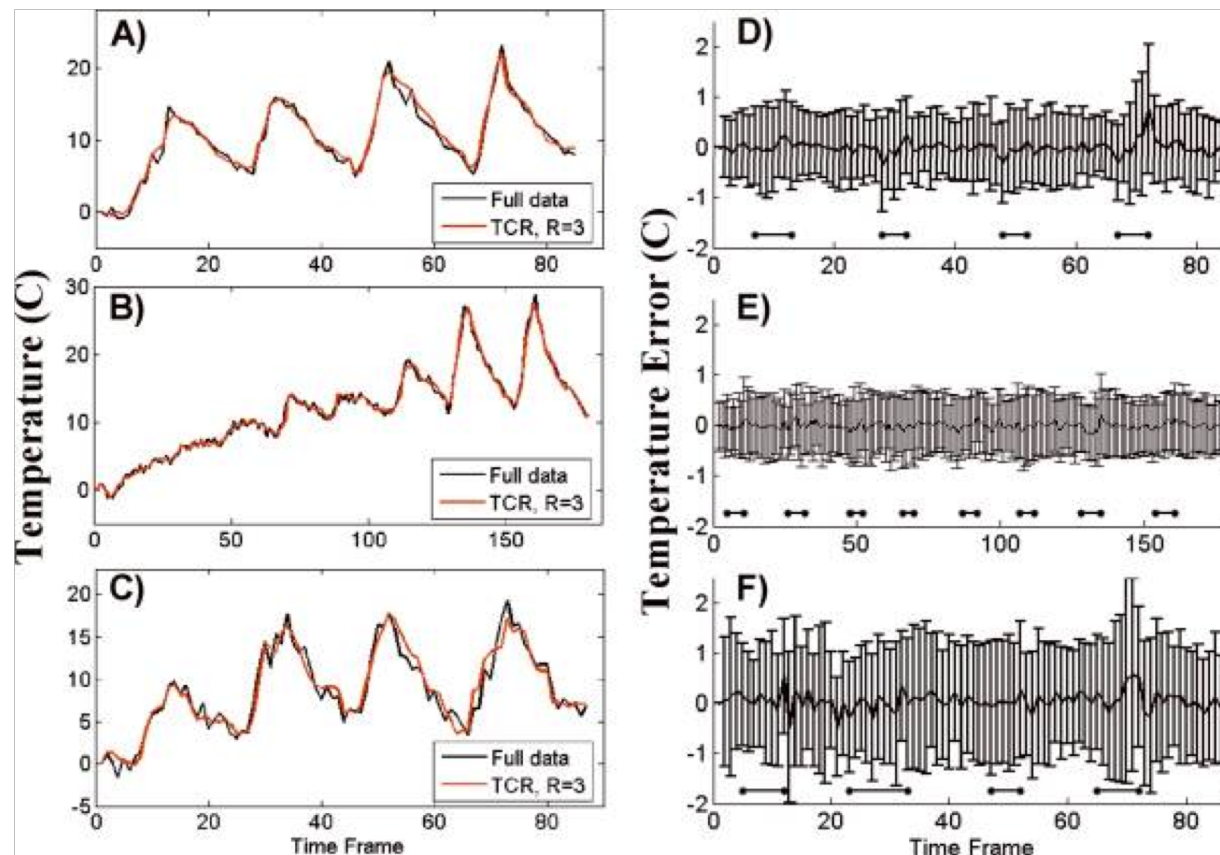 A)
20
10
0
0 20 40 60 80
Full data
TCR, R=3
B)
30
20
10
0
0 50 100 150
Full data
TCR, R=3
C)
20
15
10
5
0
-5
0 20 40 60 80
Full data
TCR, R=3
Time Frame
Temperature (C)
D)
2
1
0
-1
-2
0 20 40 60 80
E)
2
1
0
-1
-2
0 50 100 150
F)
2
1
0
-1
-2
0 20 40 60 80
Time Frame
Temperature Error (C)